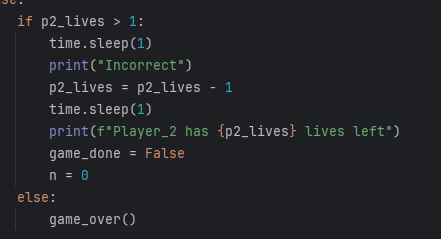 se:
    if p2_lives > 1:
        time.sleep(1)
        print("Incorrect")
        p2_lives = p2_lives - 1
        time.sleep(1)
        print(f"Player_2 has {p2_lives} lives left")
        game_done = False
        n = 0
    else:
        game_over()